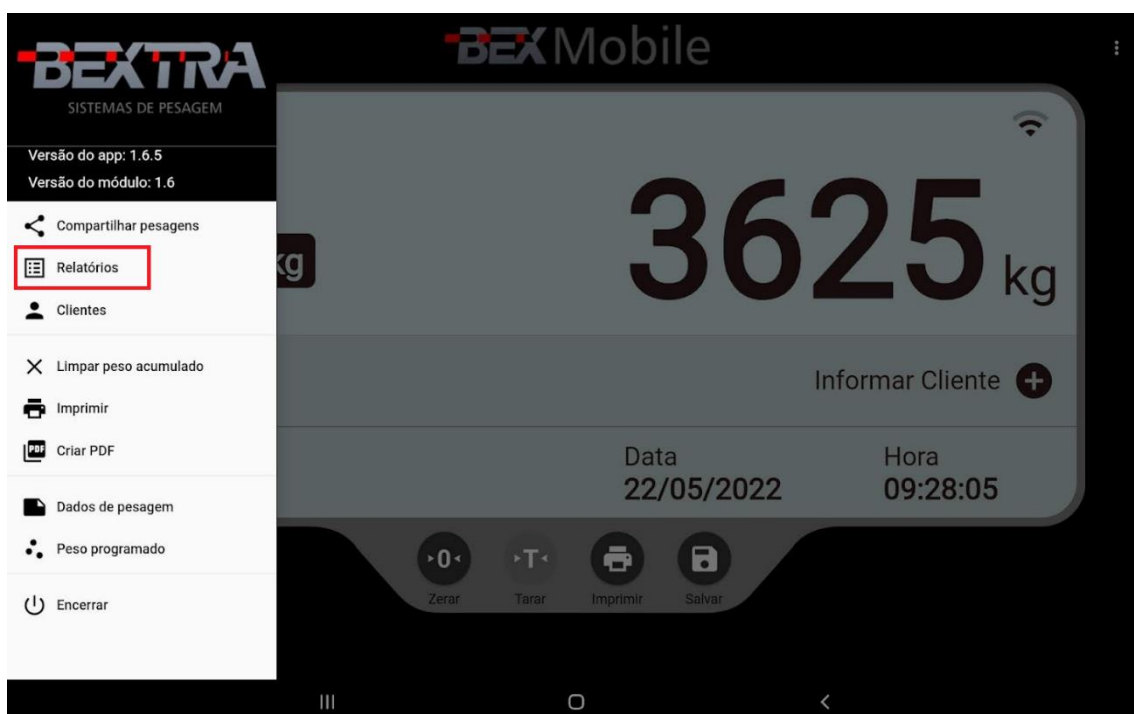 BEXTRA
SISTEMAS DE PESAGEM
Versão do app: 1.6.5
Versão do módulo: 1.6
Compartilhar pesagens
Relatórios
Clientes
Limpar peso acumulado
Imprimir
PDF Criar PDF
Dados de pesagem
Peso programado
Encerrar
BEX Mobile
kg
3625 kg
Informar Cliente
Data
22/05/2022
Hora
09:28:05
0
T
Zerar
Tarar
Imprimir
Salvar